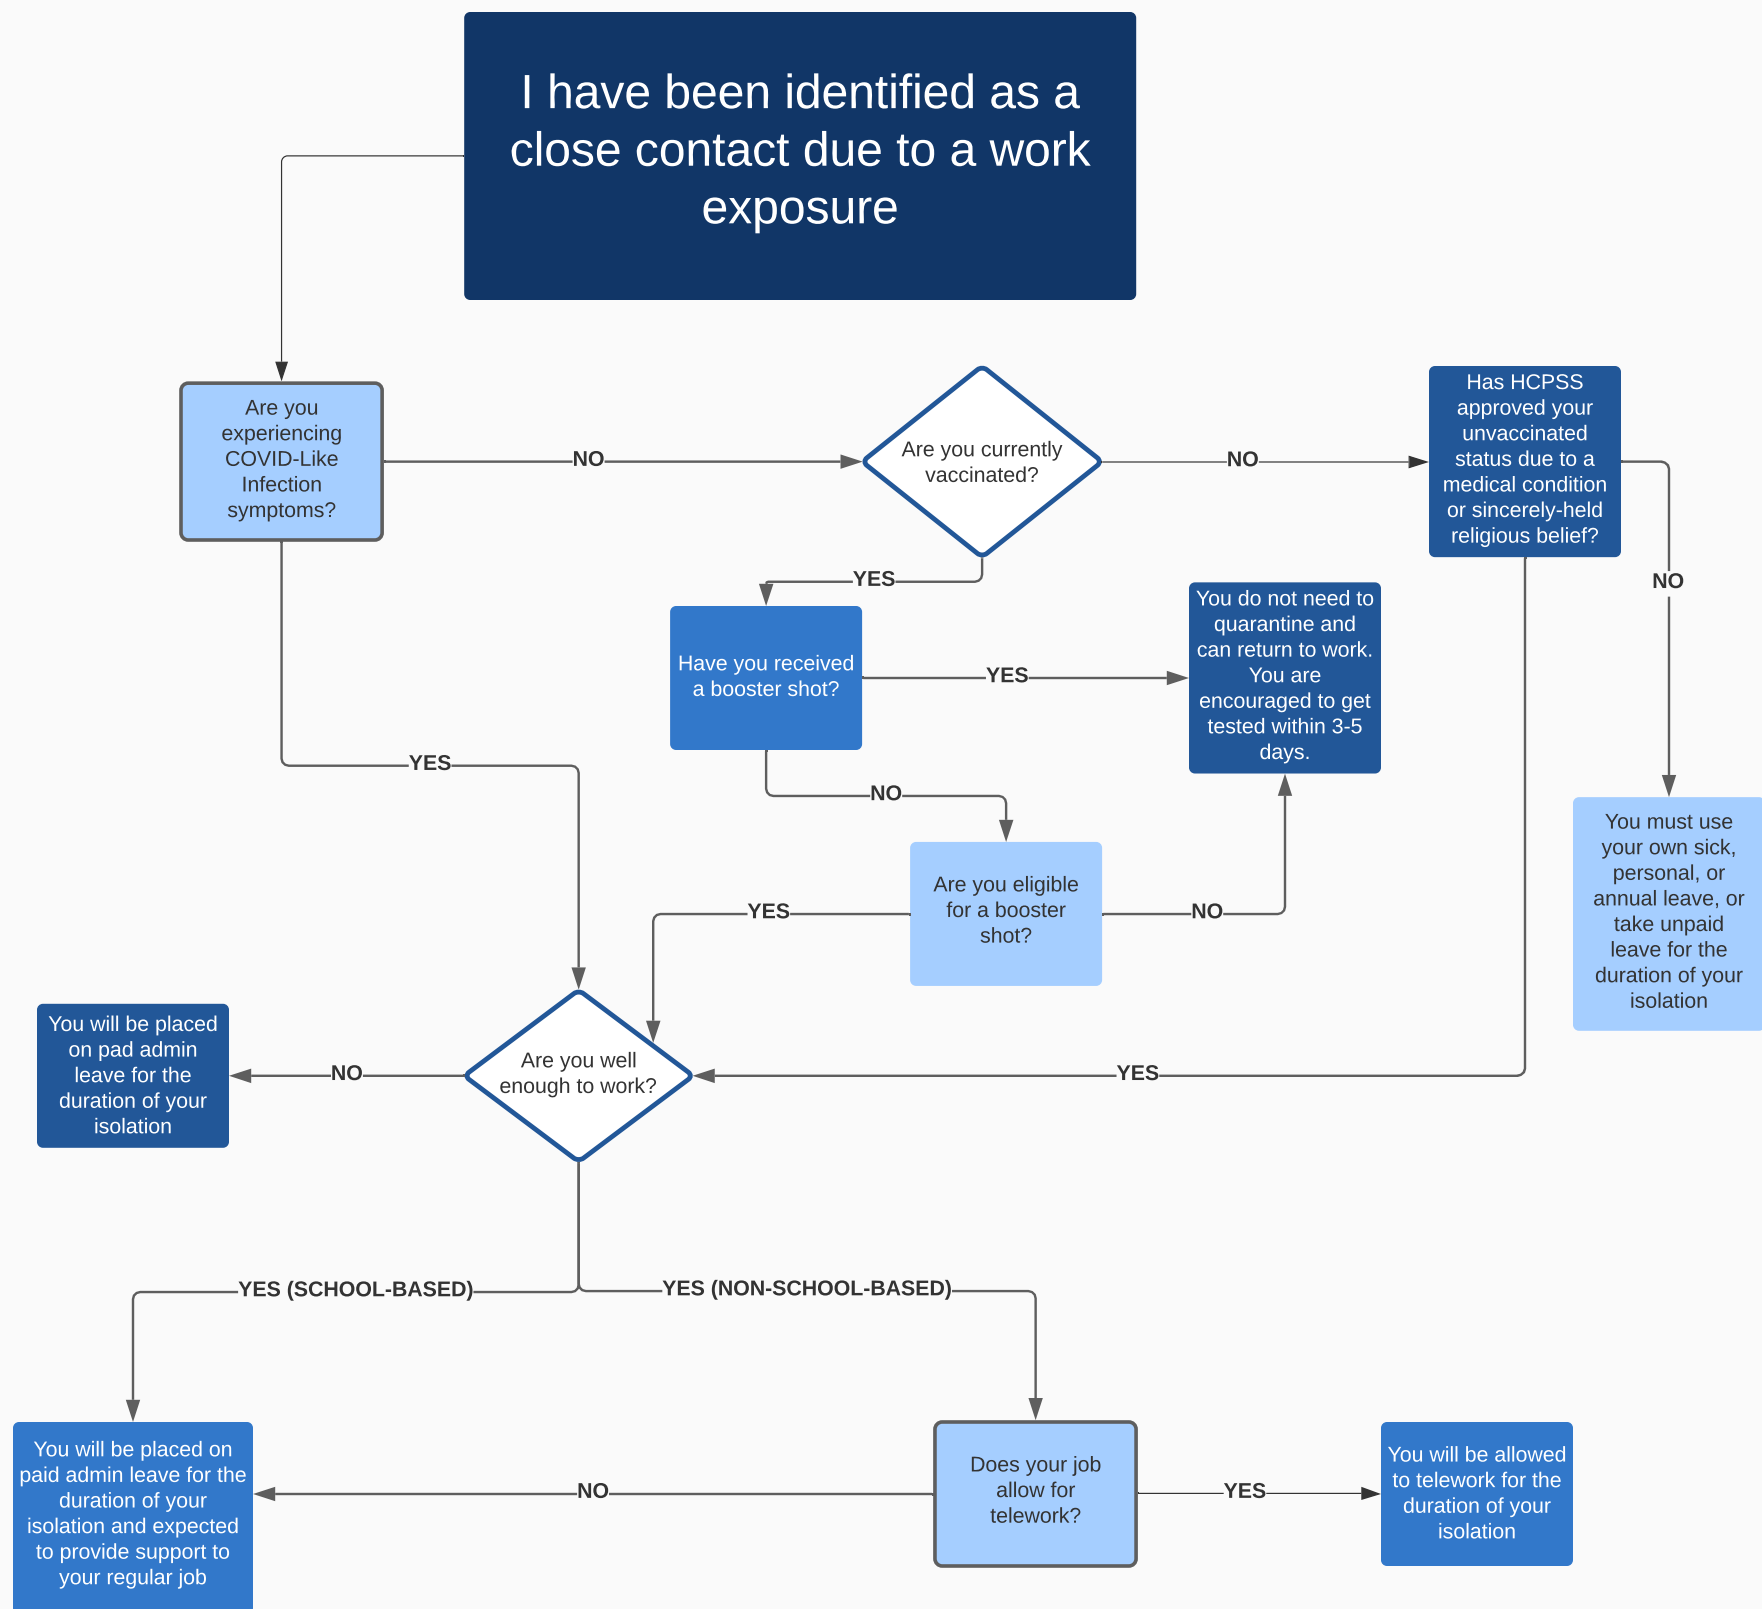 I have been identified as a
close contact due to a work
exposure
Are you
experiencing
COVID-Like
Infection
symptoms?
NO
Are you currently
vaccinated?
NO
Has HCPSS
approved your
unvaccinated
status due to a
medical condition
or sincerely-held
religious belief?
NO
YES
Have you received
a booster shot?
YES
You do not need to
quarantine and
can return to work.
You are
encouraged to get
tested within 3-5
days.
YES
NO
You must use
your own sick,
personal, or
annual leave, or
take unpaid
leave for the
duration of your
isolation
Are you eligible
for a booster
shot?
YES
NO
You will be placed
on pad admin
leave for the
duration of your
isolation
NO
Are you well
enough to work?
YES
YES (SCHOOL-BASED)
YES (NON-SCHOOL-BASED)
You will be placed on
paid admin leave for the
duration of your
isolation and expected
to provide support to
your regular job
NO
Does your job
allow for
telework?
YES
You will be allowed
to telework for the
duration of your
isolation